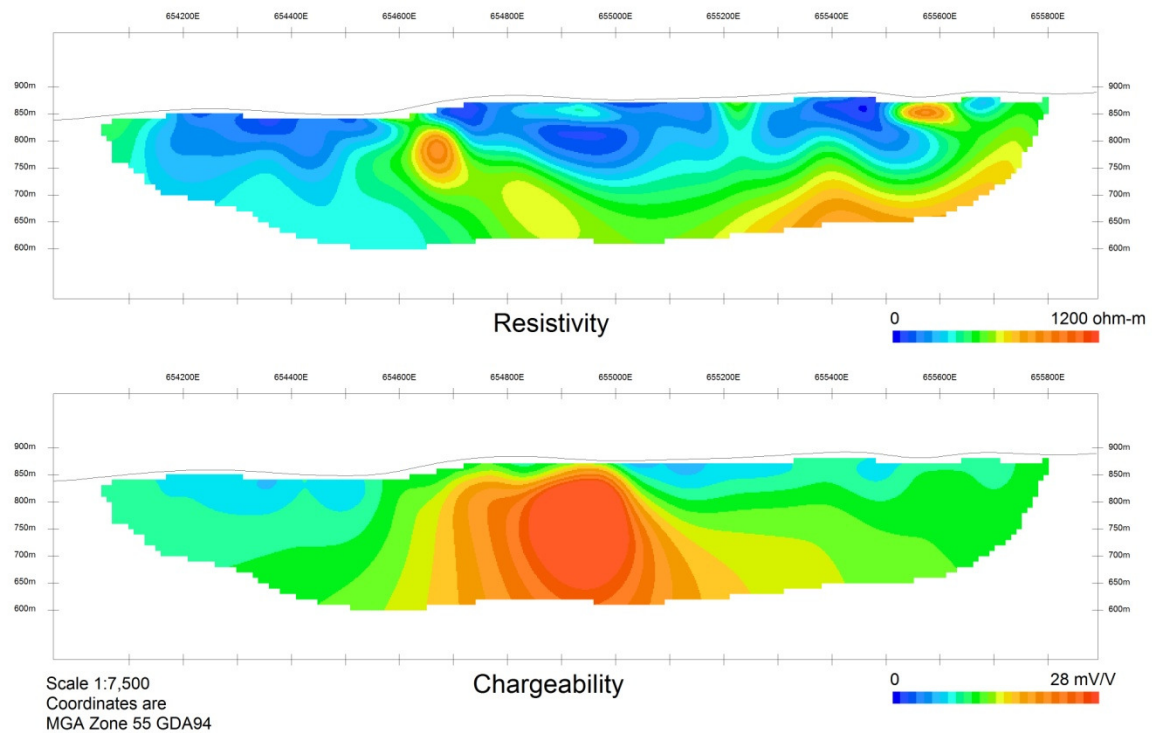 654200E 654400E 654600E 654800E 655000E 655200E 655400E 655600E 655800E
900m 900m
850m 850m
800m 800m
750m 750m
700m 700m
650m 650m
600m 600m
Resistivity
0 1200 ohm-m
654200E 654400E 654600E 654800E 655000E 655200E 655400E 655600E 655800E
900m 900m
850m 850m
800m 800m
750m 750m
700m 700m
650m 650m
600m 600m
Chargeability
0 28 mV/V
Scale 1:7,500
Coordinates are
MGA Zone 55 GDA94